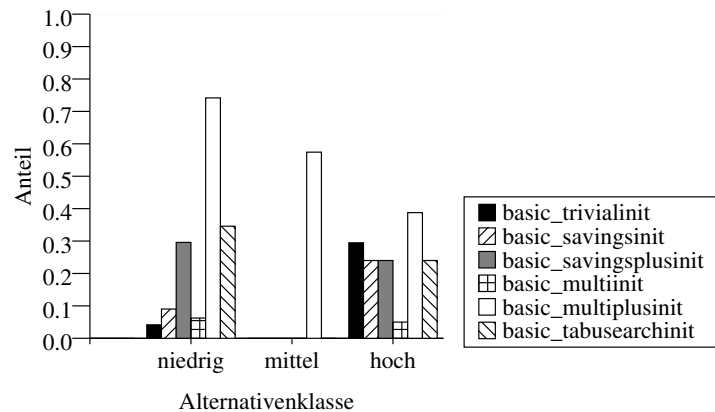 1.0
0.9
0.8
0.7
0.6
0.5
0.4
0.3
0.2
0.1
0.0
Anteil
niedrig mittel hoch
Alternativenklasse
basic_trivialinit
basic_savingsinit
basic_savingsplusinit
basic_multiinit
basic_multiplusinit
basic_tabusearchinit